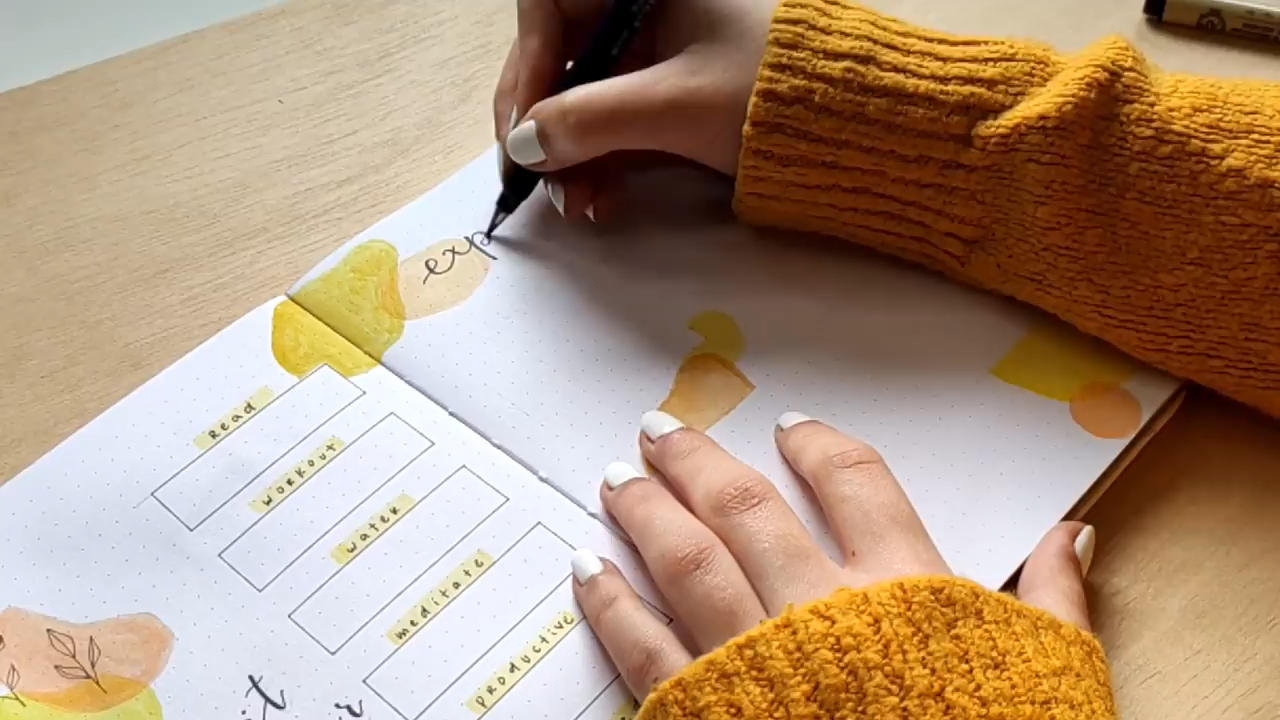 exp
Read
workout
water
meditate
productive